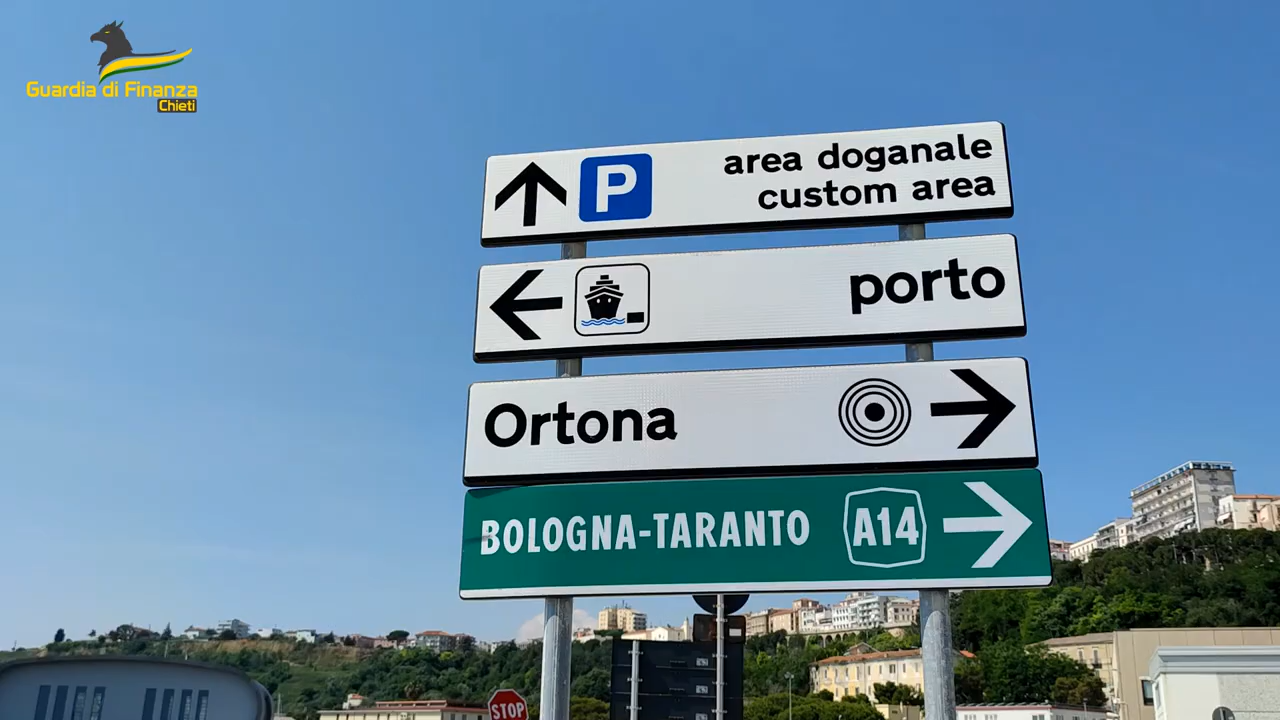 Guardia di Finanza
Chieti
P
area doganale
custom area
porto
Ortona
BOLOGNA-TARANTO
A14
STOP